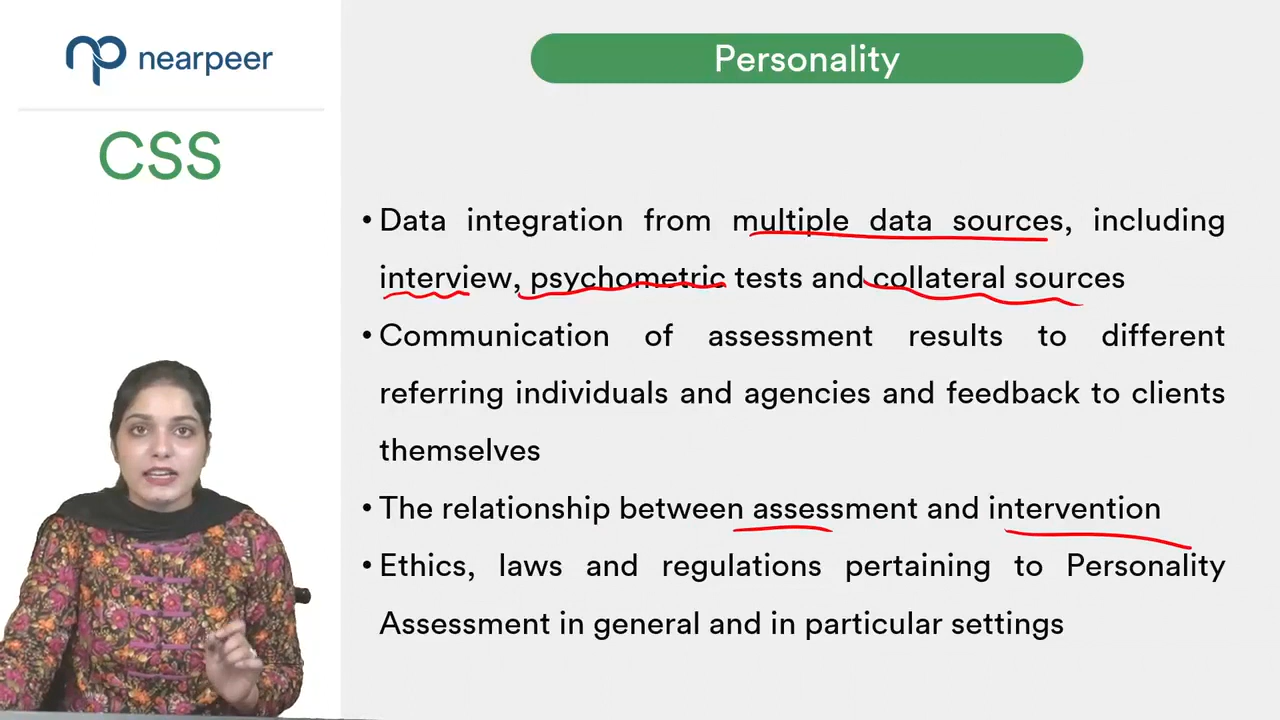 nearpeer
CSS
Personality
• Data integration from multiple data sources, including
interview, psychometric tests and collateral sources
• Communication of assessment results to different
referring individuals and agencies and feedback to clients
themselves
• The relationship between assessment and intervention
• Ethics, laws and regulations pertaining to Personality
Assessment in general and in particular settings